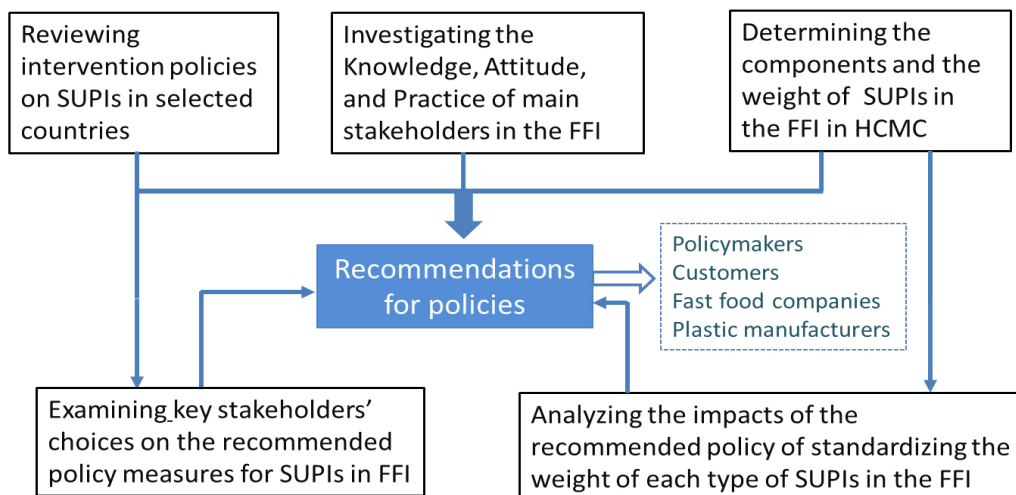 Reviewing
intervention policies
on SUPIs in selected
countries
Investigating the
Knowledge, Attitude,
and Practice of main
stakeholders in the FFI
Determining the
components and the
weight of SUPIs in
the FFI in HCMC
Recommendations
for policies
Policymakers
Customers
Fast food companies
Plastic manufacturers
Examining key stakeholders’
choices on the recommended
policy measures for SUPIs in FFI
Analyzing the impacts of the
recommended policy of standardizing the
weight of each type of SUPIs in the FFI